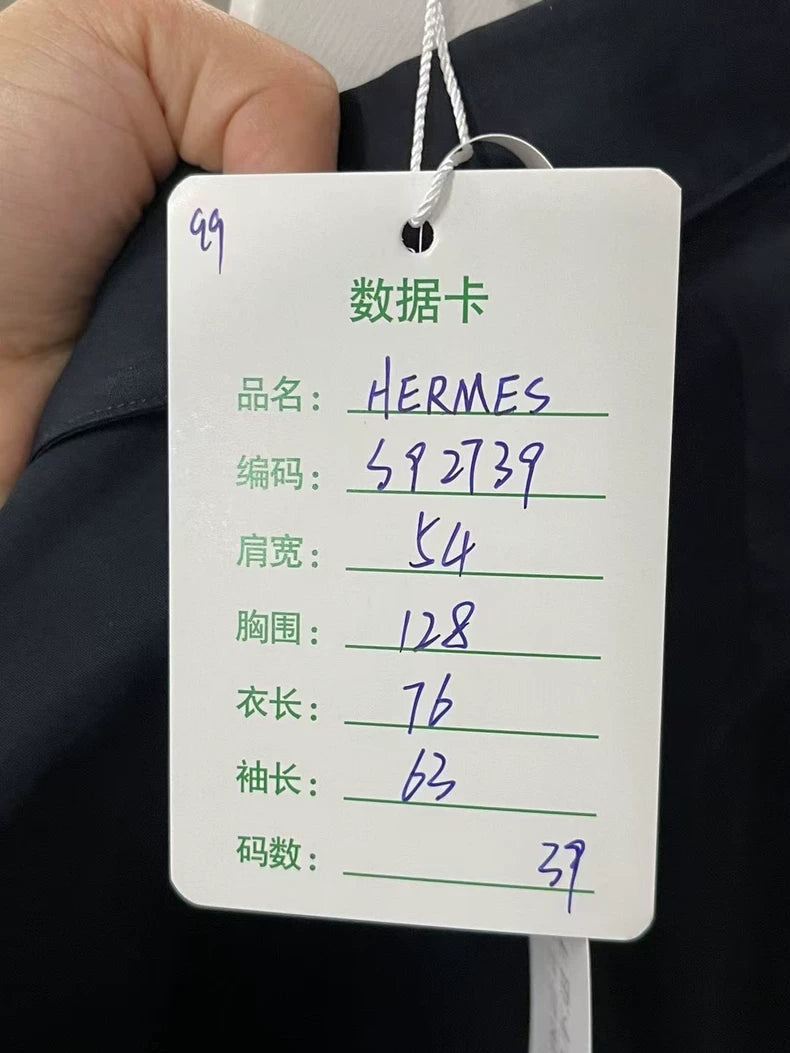 99
数据卡
品名： HERMES
编码： 592739
肩宽： 54
胸围： 128
衣长： 76
袖长： 63
码数： 39